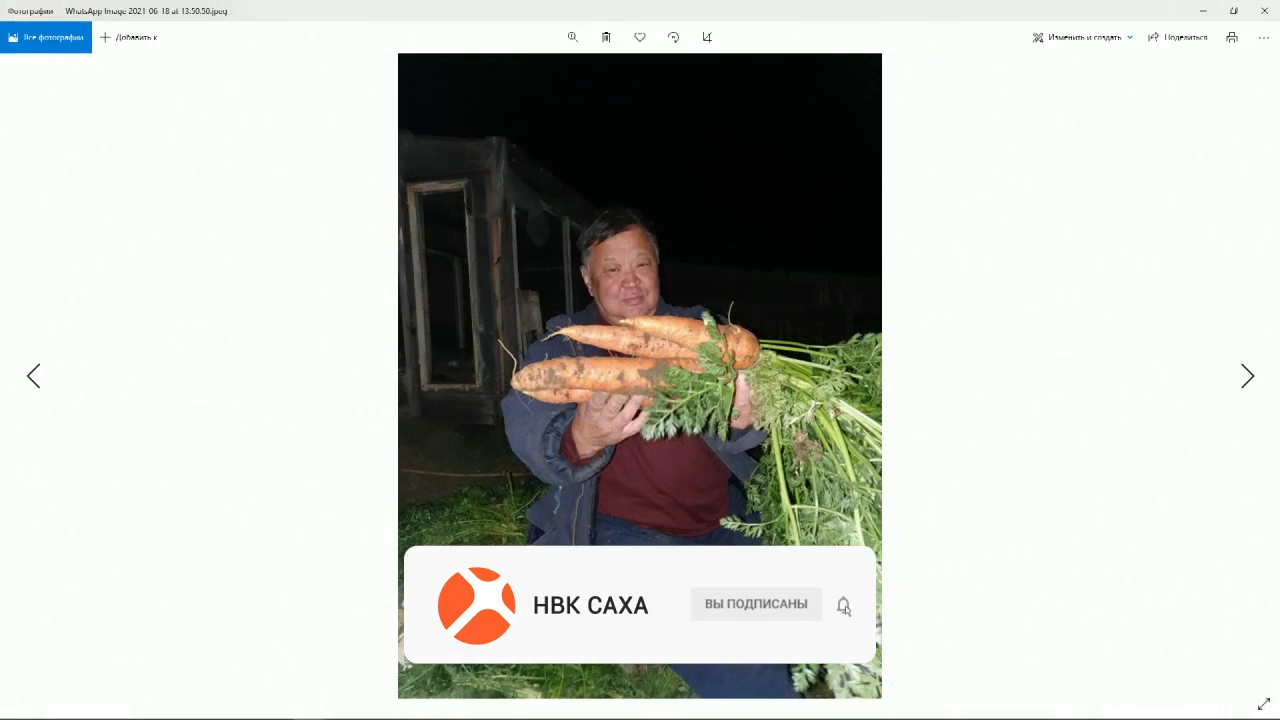 Фотографии - WhatsApp Image 2021-06-18 at 13.50.50.jpeg
Все фотографии
Добавить к
Изменить и создать
Поделиться
НВК САХА
ВЫ ПОДПИСАНЫ